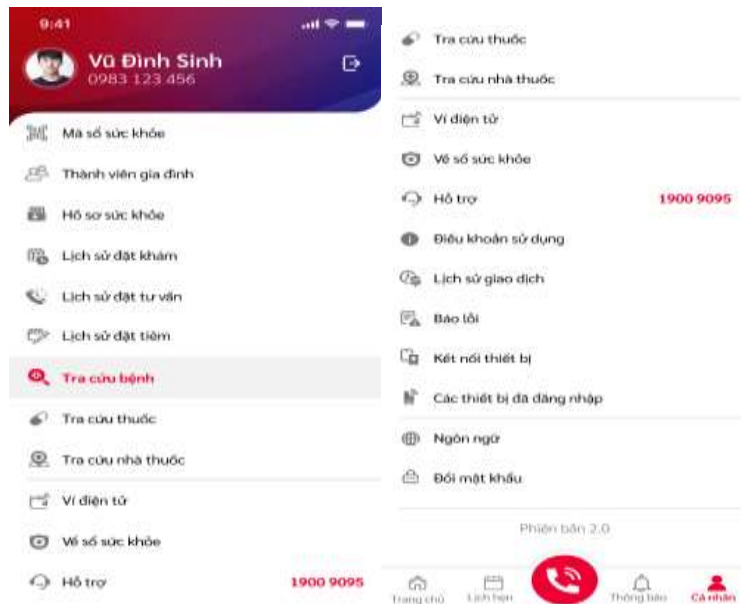 9:41
Vũ Đình Sinh
0983 123 456
Mã số sức khỏe
Thành viên gia đình
Hồ sơ sức khỏe
Lịch sử đặt khám
Lịch sử đặt tư vấn
Lịch sử đặt tiêm
Tra cứu bệnh
Tra cứu thuốc
Tra cứu nhà thuốc
Ví điện tử
Về sổ sức khỏe
Hỗ trợ 1900 9095
Tra cứu thuốc
Tra cứu nhà thuốc
Ví điện tử
Về sổ sức khỏe
Hỗ trợ 1900 9095
Điều khoản sử dụng
Lịch sử giao dịch
Báo lỗi
Kết nối thiết bị
Các thiết bị đã đăng nhập
Ngôn ngữ
Đổi mật khẩu
Phiên bản 2.0
Trang chủ Lịch hẹn Thông báo Cá nhân